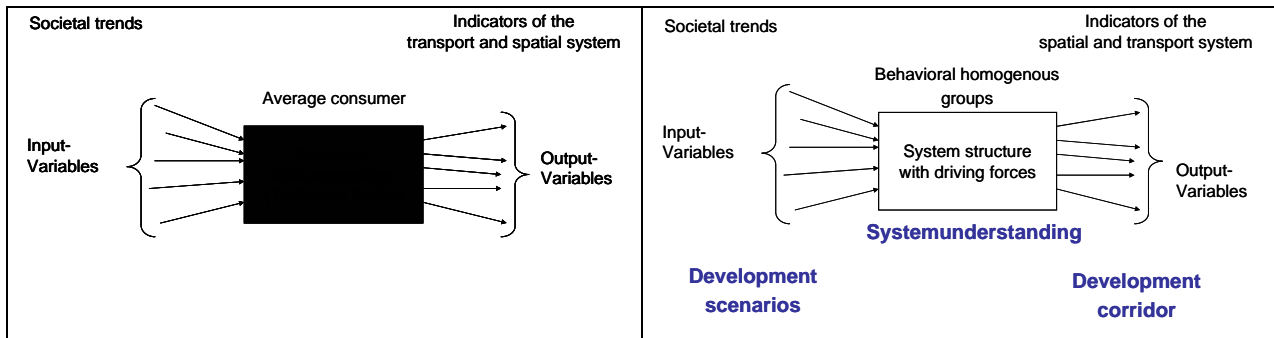 Societal trends
Indicators of the
transport and spatial system
Average consumer
Input-
Variables
Output-
Variables
Societal trends
Indicators of the
spatial and transport system
Behavioral homogenous
groups
Input-
Variables
System structure
with driving forces
Output-
Variables
Systemunderstanding
Development
scenarios
Development
corridor